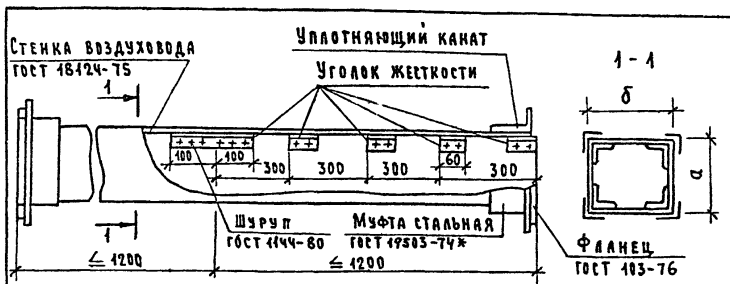 Стенка воздуховода
ГОСТ 18124-75
Уплотняющий канат
Уголок жесткости
1-1
1
б
а
100
100
300
300
300
60
300
1
Шуруп
ГОСТ 1144-80
Муфта стальная
ГОСТ 19503-74*
Фланец
ГОСТ 103-76
≤ 1200
≤ 1200